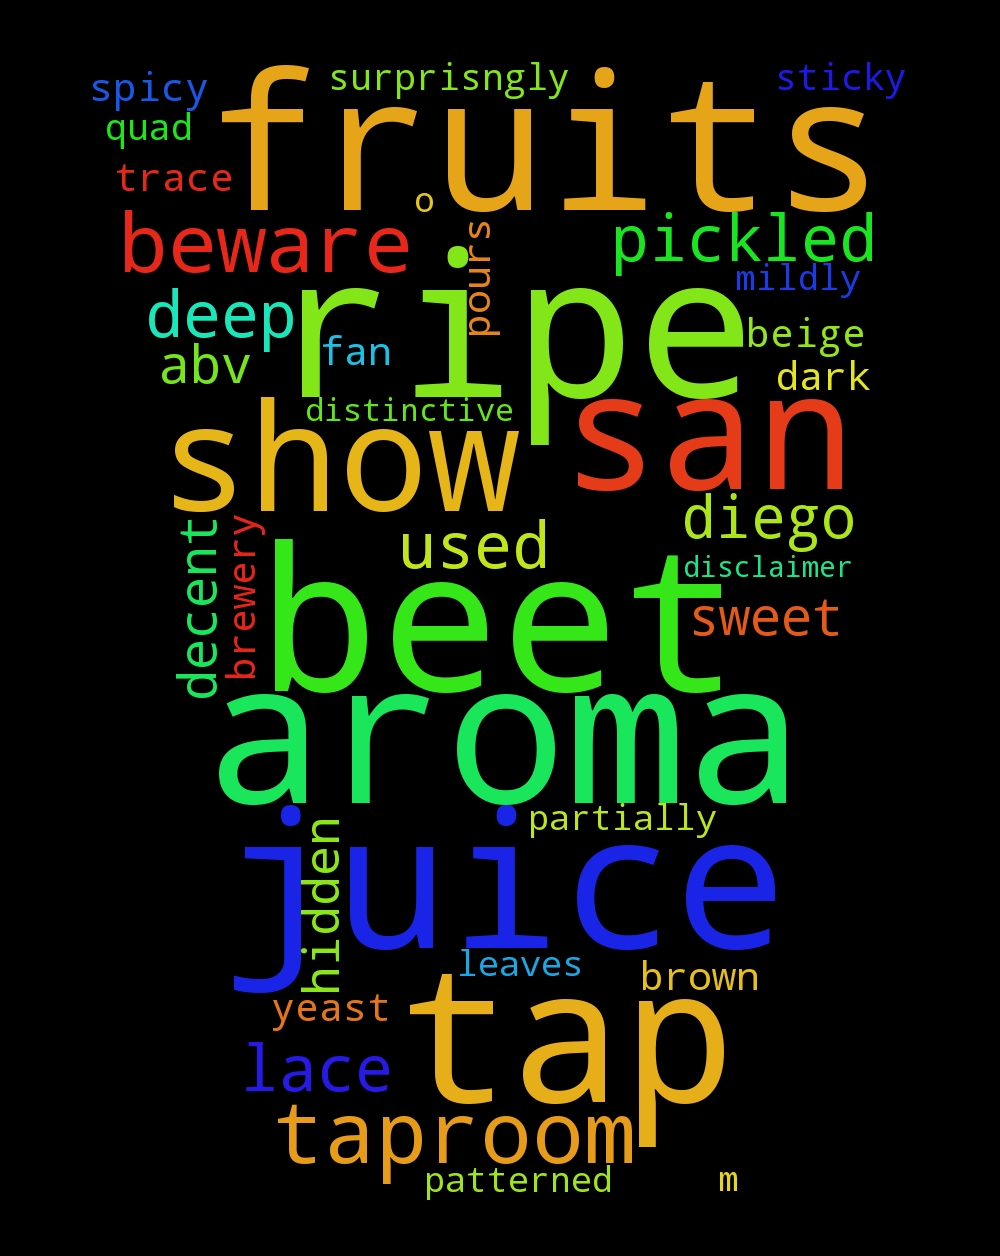 surprisngly
sticky
spicy
fruits
quad
trace
o
beware
pours
pickled
mildly
deep
ripe
fan
beige
abv
dark
distinctive
san
show
diego
used
decent
brewery
disclaimer
beet
sweet
aroma
partially
hidden
juice
leaves
brown
yeast
tap
lace
taproom
patterned
m